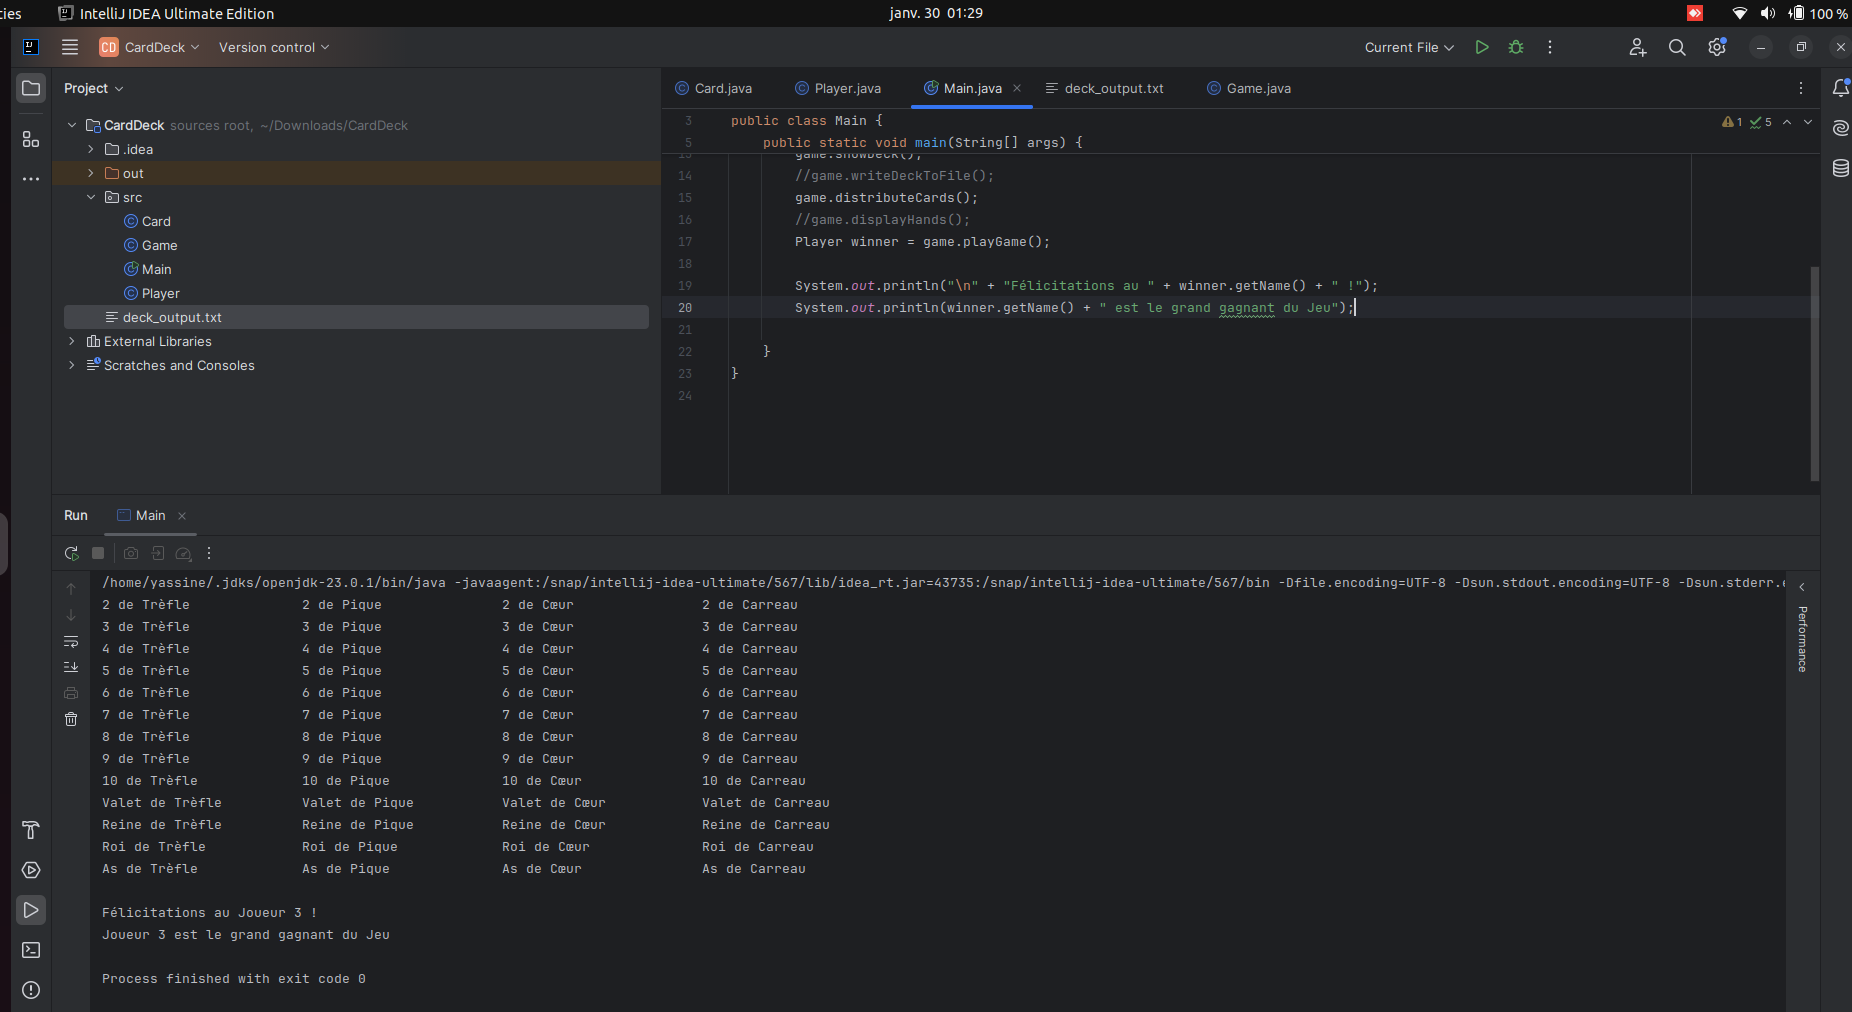 ties IntelliJ IDEA Ultimate Edition janv. 30 01:29 100 %
CD CardDeck Version control Current File
Project
Card.java Player.java Main.java deck_output.txt Game.java
CardDeck sources root, ~/Downloads/CardDeck
.idea
out
src
Card
Game
Main
Player
deck_output.txt
External Libraries
Scratches and Consoles
1 5
3 public class Main {
5 public static void main(String[] args) {
13 game.showDeck();
14 //game.writeDeckToFile();
15 game.distributeCards();
16 //game.displayHands();
17 Player winner = game.playGame();
18
19 System.out.println("\n" + "Félicitations au " + winner.getName() + " !");
20 System.out.println(winner.getName() + " est le grand gagnant du Jeu");
21
22 }
23 }
24
Run Main
/home/yassine/.jdks/openjdk-23.0.1/bin/java -javaagent:/snap/intellij-idea-ultimate/567/lib/idea_rt.jar=43735:/snap/intellij-idea-ultimate/567/bin -Dfile.encoding=UTF-8 -Dsun.stdout.encoding=UTF-8 -Dsun.stderr.e
2 de Trèfle 2 de Pique 2 de Cœur 2 de Carreau
3 de Trèfle 3 de Pique 3 de Cœur 3 de Carreau
4 de Trèfle 4 de Pique 4 de Cœur 4 de Carreau
5 de Trèfle 5 de Pique 5 de Cœur 5 de Carreau
6 de Trèfle 6 de Pique 6 de Cœur 6 de Carreau
7 de Trèfle 7 de Pique 7 de Cœur 7 de Carreau
8 de Trèfle 8 de Pique 8 de Cœur 8 de Carreau
9 de Trèfle 9 de Pique 9 de Cœur 9 de Carreau
10 de Trèfle 10 de Pique 10 de Cœur 10 de Carreau
Valet de Trèfle Valet de Pique Valet de Cœur Valet de Carreau
Reine de Trèfle Reine de Pique Reine de Cœur Reine de Carreau
Roi de Trèfle Roi de Pique Roi de Cœur Roi de Carreau
As de Trèfle As de Pique As de Cœur As de Carreau
Félicitations au Joueur 3 !
Joueur 3 est le grand gagnant du Jeu
Process finished with exit code 0
Performance